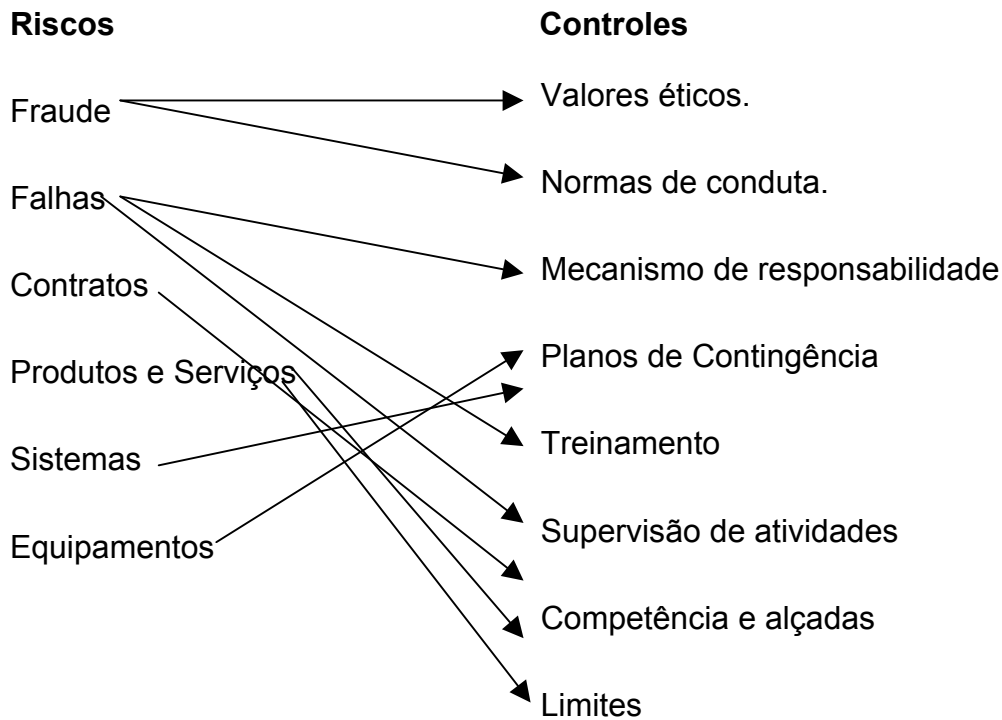 Riscos
Controles
Fraude
Valores éticos.
Normas de conduta.
Falhas
Mecanismo de responsabilidade
Contratos
Planos de Contingência
Produtos e Serviços
Treinamento
Sistemas
Supervisão de atividades
Equipamentos
Competência e alçadas
Limites